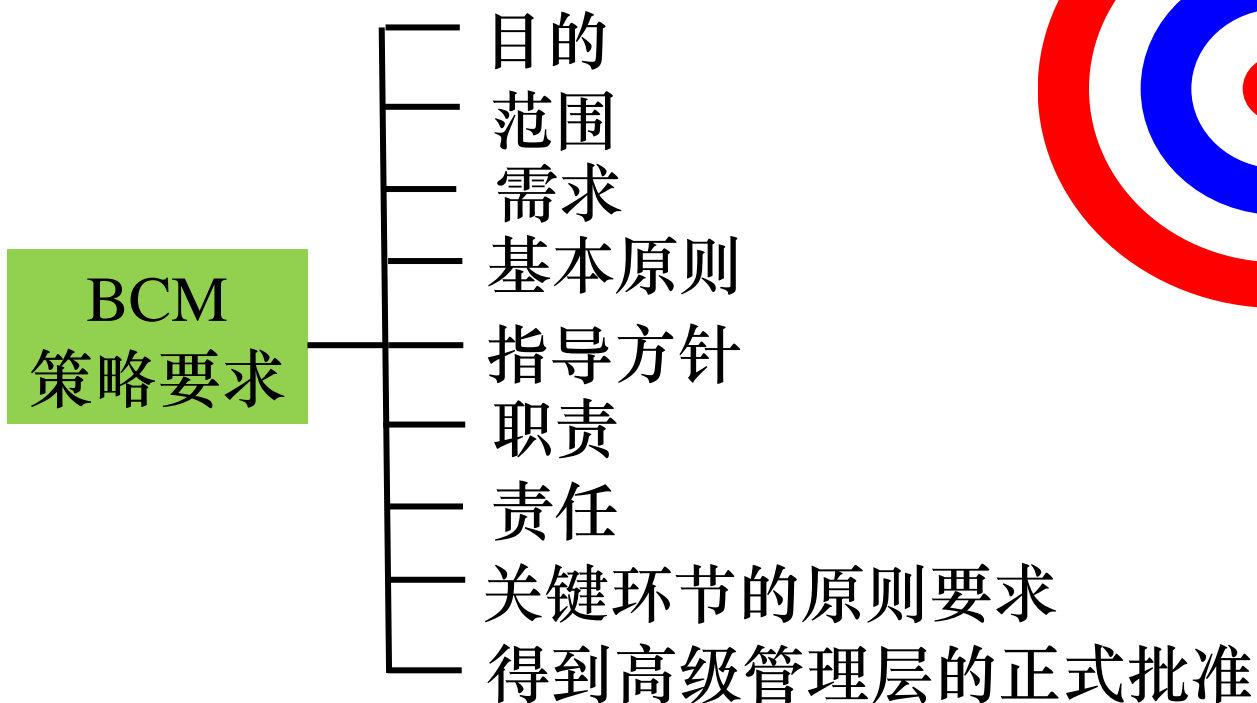 目的
范围
需求
基本原则
BCM
策略要求
指导方针
职责
责任
关键环节的原则要求
得到高级管理层的正式批准